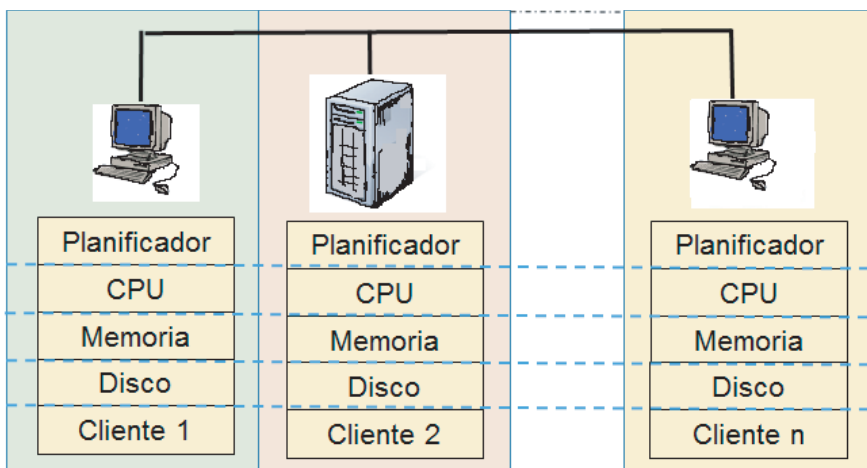 Planificador
CPU
Memoria
Disco
Cliente 1
Planificador
CPU
Memoria
Disco
Cliente 2
Planificador
CPU
Memoria
Disco
Cliente n